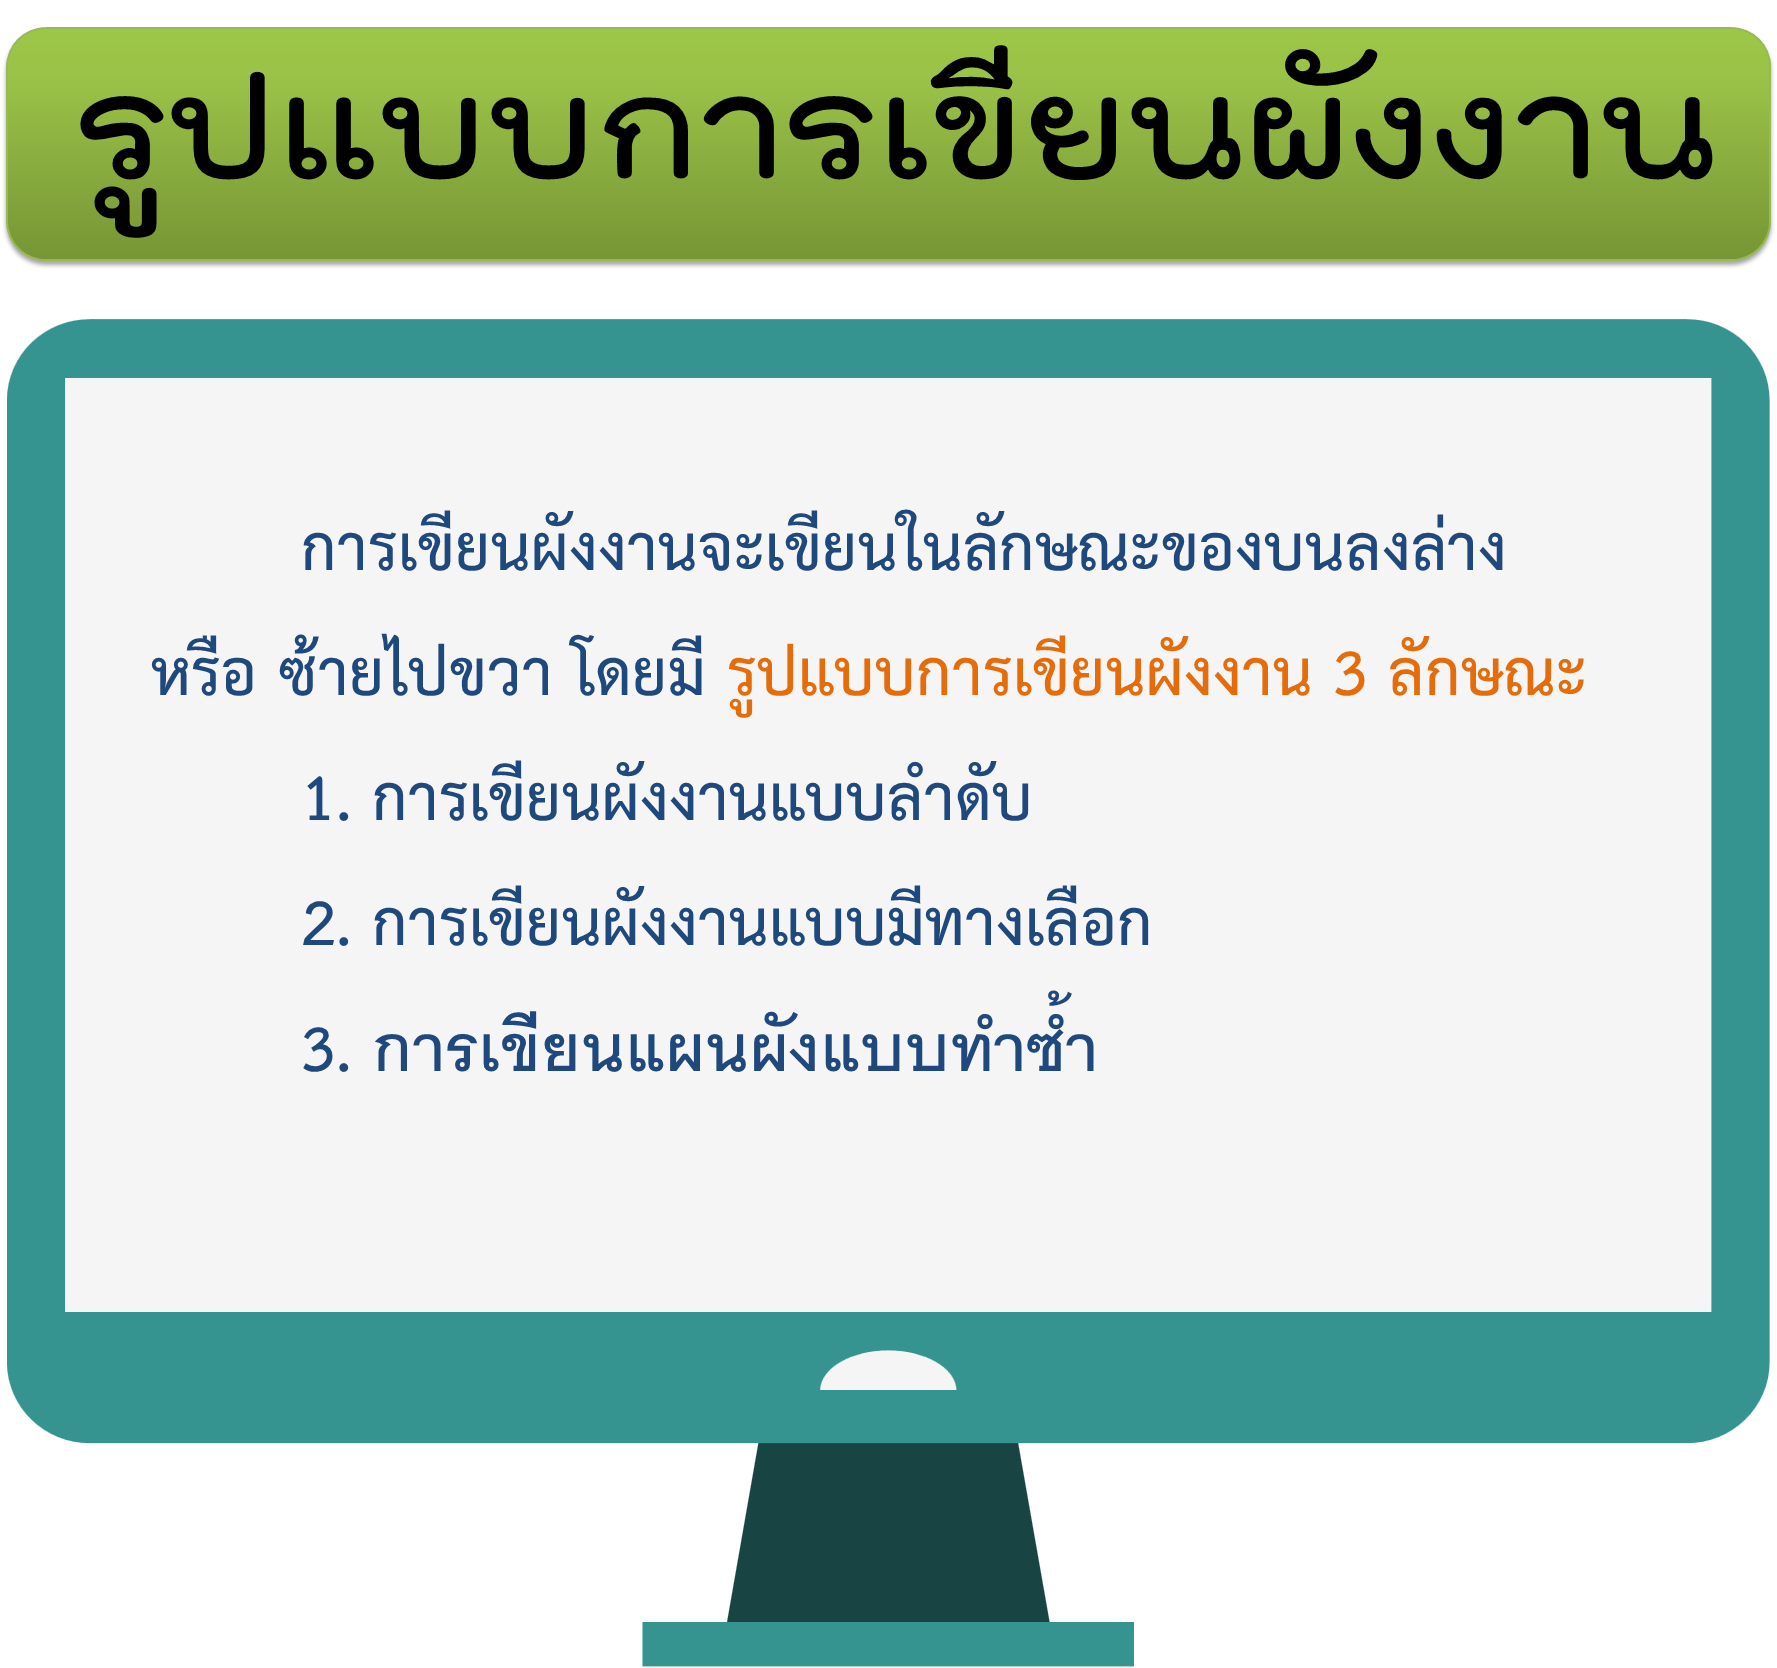 รูปแบบการเขียนผังงาน
การเขียนผังงานจะเขียนในลักษณะของบนลงล่าง
หรือ ซ้ายไปขวา โดยมี รูปแบบการเขียนผังงาน 3 ลักษณะ
1. การเขียนผังงานแบบลำดับ
2. การเขียนผังงานแบบมีทางเลือก
3. การเขียนแผนผังแบบทำซ้ำ